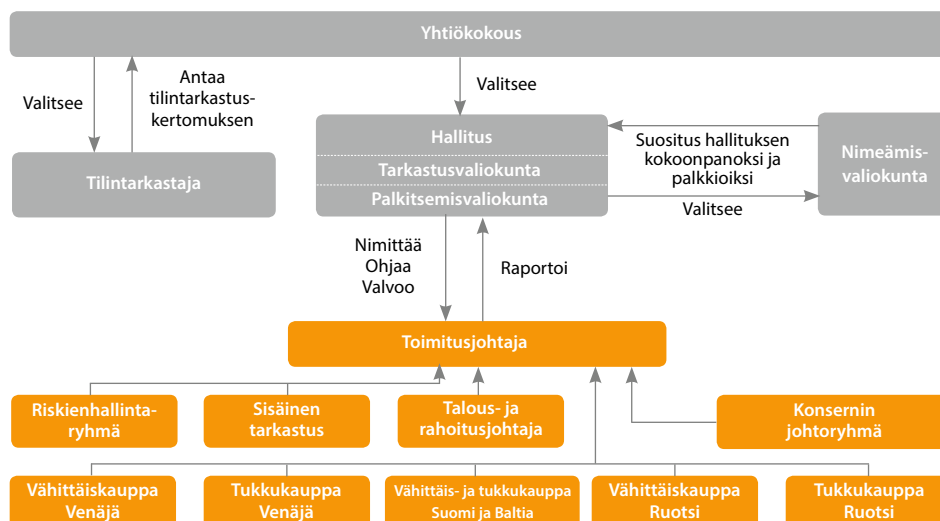 Yhtiökokous
Valitsee
Antaa
tilintarkastus-
kertomuksen
Valitsee
Tilintarkastaja
Hallitus
Tarkastusvaliokunta
Palkitsemisvaliokunta
Suositus hallituksen
kokoonpanoksi ja
palkkioiksi
Valitsee
Nimeämis-
valiokunta
Nimittää
Ohjaa
Valvoo
Raportoi
Toimitusjohtaja
Riskienhallinta-
ryhmä
Sisäinen
tarkastus
Talous- ja
rahoitusjohtaja
Konsernin
johtoryhmä
Vähittäiskauppa
Venäjä
Tukkukauppa
Venäjä
Vähittäis- ja tukkukauppa
Suomi ja Baltia
Vähittäiskauppa
Ruotsi
Tukkukauppa
Ruotsi